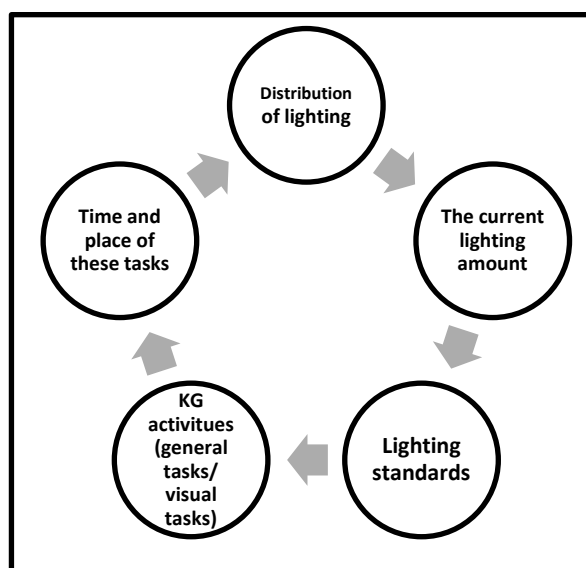 Distribution
of lighting
The current
lighting
amount
Lighting
standards
KG
activitues
(general
tasks/
visual
tasks)
Time and
place of
these tasks